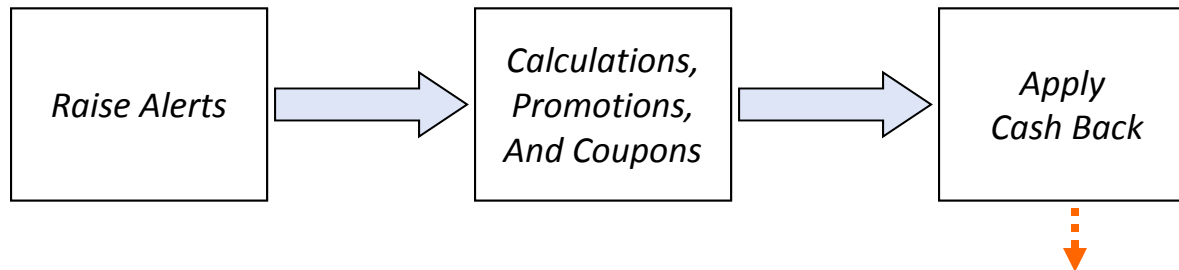 Raise Alerts
Calculations,
Promotions,
And Coupons
Apply
Cash Back